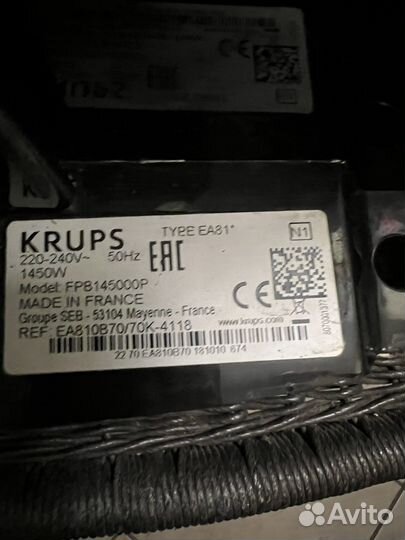 KRUPS
TYPE EA81*
N1
220-240V~ 50Hz
1450W
EAC
Model: FPB145000P
MADE IN FRANCE
Groupe SEB - 53104 Mayenne - France
REF: EA810B70/70K-4118
www.krups.com
22 70 EA810B70 181010 674
Avito